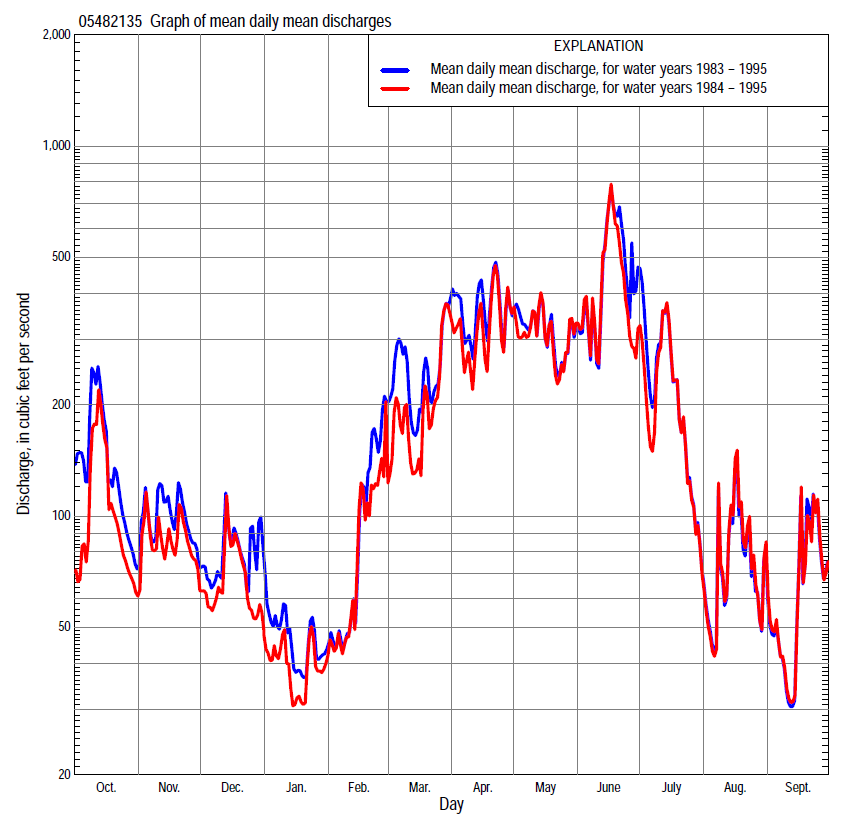 05482135 Graph of mean daily mean discharges
EXPLANATION
Mean daily mean discharge, for water years 1983 – 1995
Mean daily mean discharge, for water years 1984 – 1995
Discharge, in cubic feet per second
2,000
1,000
500
200
100
50
20
Oct. Nov. Dec. Jan. Feb. Mar. Apr. May June July Aug. Sept.
Day